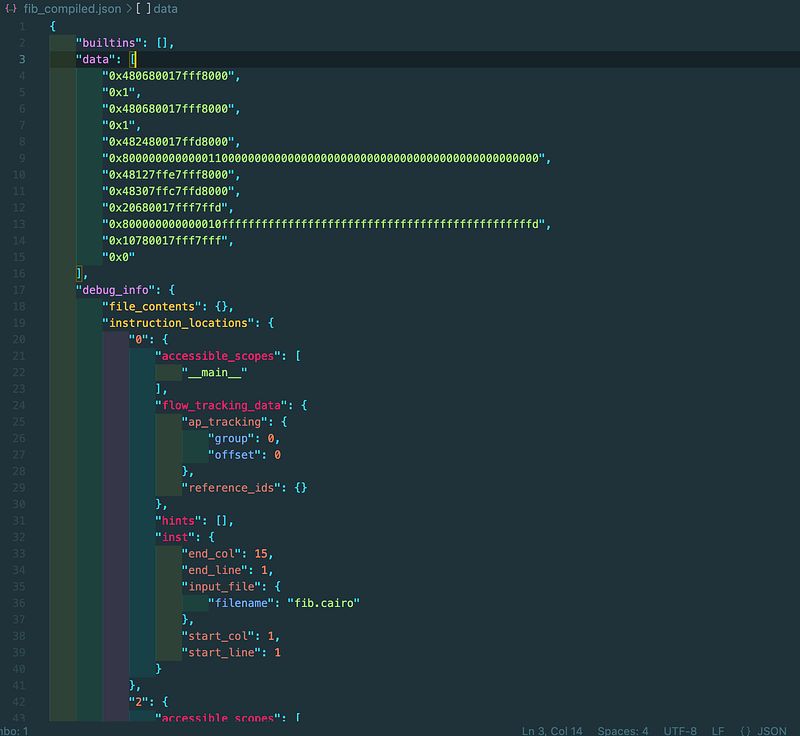 fib_compiled.json > [ ] data
1 {
2 "builtins": [],
3 "data": [
4 "0x480680017fff8000",
5 "0x1",
6 "0x480680017fff8000",
7 "0x1",
8 "0x482480017ffd8000",
9 "0x800000000000011000000000000000000000000000000000000000000000000",
10 "0x48127ffe7fff8000",
11 "0x48307ffc7ffd8000",
12 "0x20680017fff7ffd",
13 "0x800000000000010fffffffffffffffffffffffffffffffffffffffffffffffd",
14 "0x10780017fff7fff",
15 "0x0"
16 ],
17 "debug_info": {
18 "file_contents": {},
19 "instruction_locations": {
20 "0": {
21 "accessible_scopes": [
22 "__main__"
23 ],
24 "flow_tracking_data": {
25 "ap_tracking": {
26 "group": 0,
27 "offset": 0
28 },
29 "reference_ids": {}
30 },
31 "hints": [],
32 "inst": {
33 "end_col": 15,
34 "end_line": 1,
35 "input_file": {
36 "filename": "fib.cairo"
37 },
38 "start_col": 1,
39 "start_line": 1
40 }
41 },
42 "2": {
43 "accessible_scopes": [
mbo: 1 Ln 3, Col 14 Spaces: 4 UTF-8 LF {} JSON